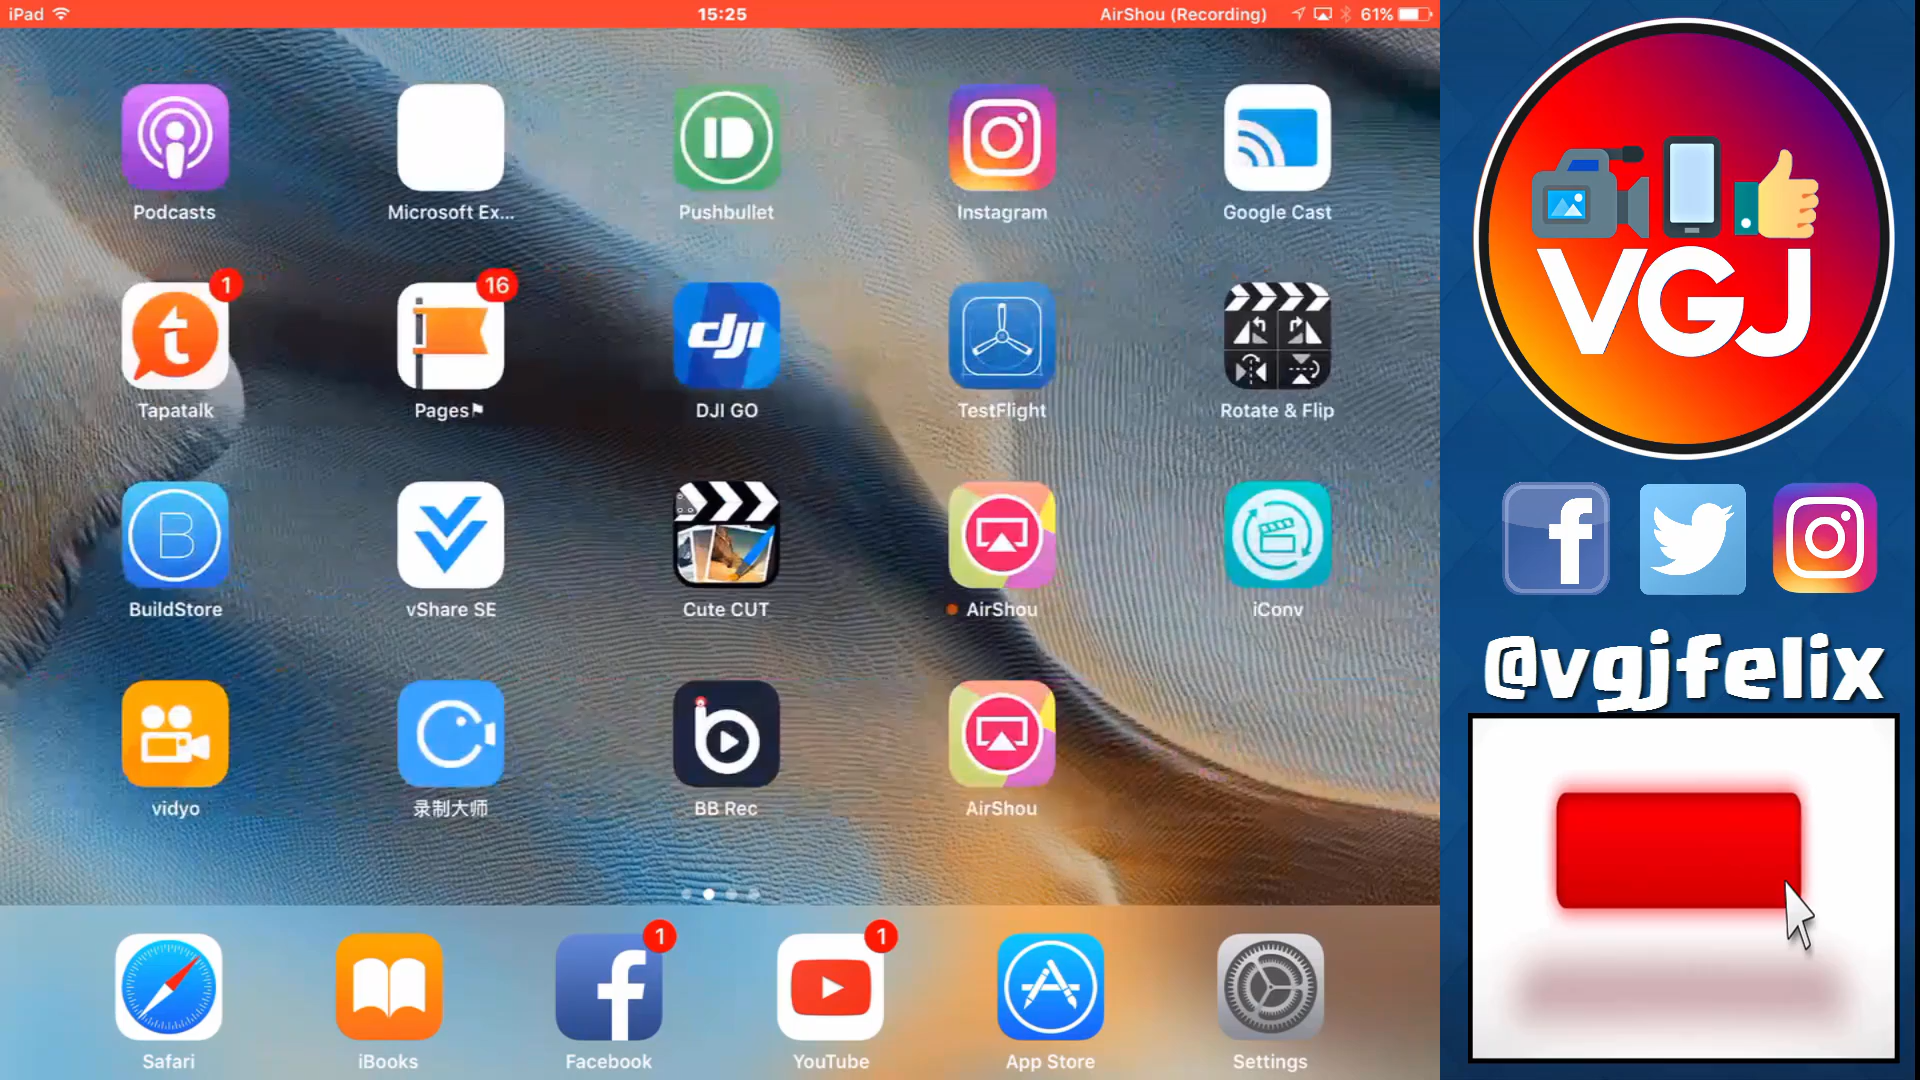 iPad
15:25
AirShou (Recording)
61%
Podcasts
Microsoft Ex...
Pushbullet
Instagram
Google Cast
1
16
dji
Tapatalk
Pages
DJI GO
TestFlight
Rotate & Flip
BuildStore
vShare SE
Cute CUT
AirShou
iConv
vidyo
录制大师
BB Rec
AirShou
1
1
Safari
iBooks
Facebook
YouTube
App Store
Settings
VGJ
@vgjfelix